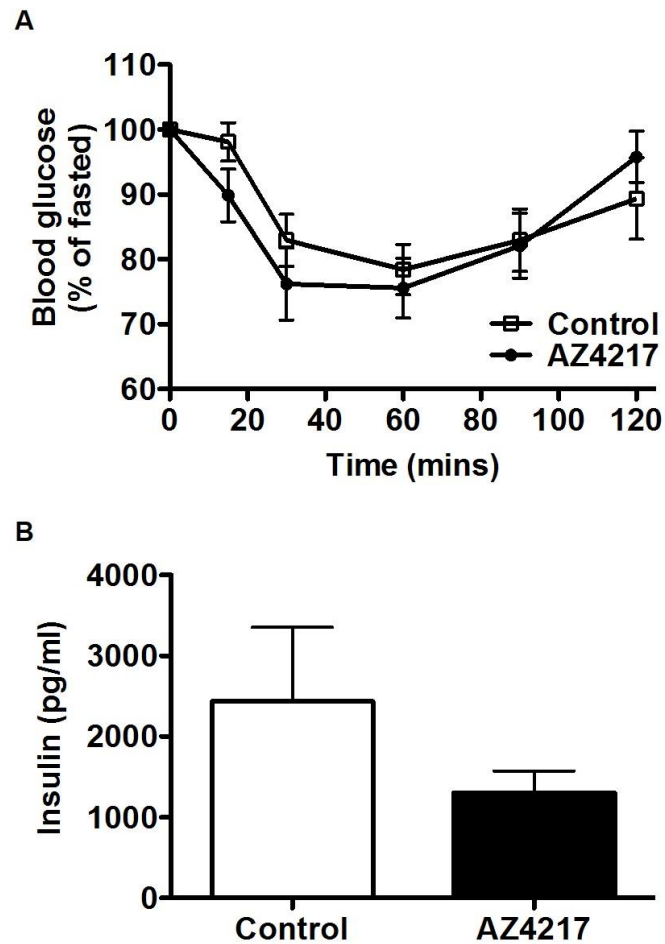 A
Blood glucose
(% of fasted)
110
100
90
80
70
60
Control
AZ4217
0 20 40 60 80 100 120
Time (mins)
B
Insulin (pg/ml)
4000
3000
2000
1000
0
Control AZ4217